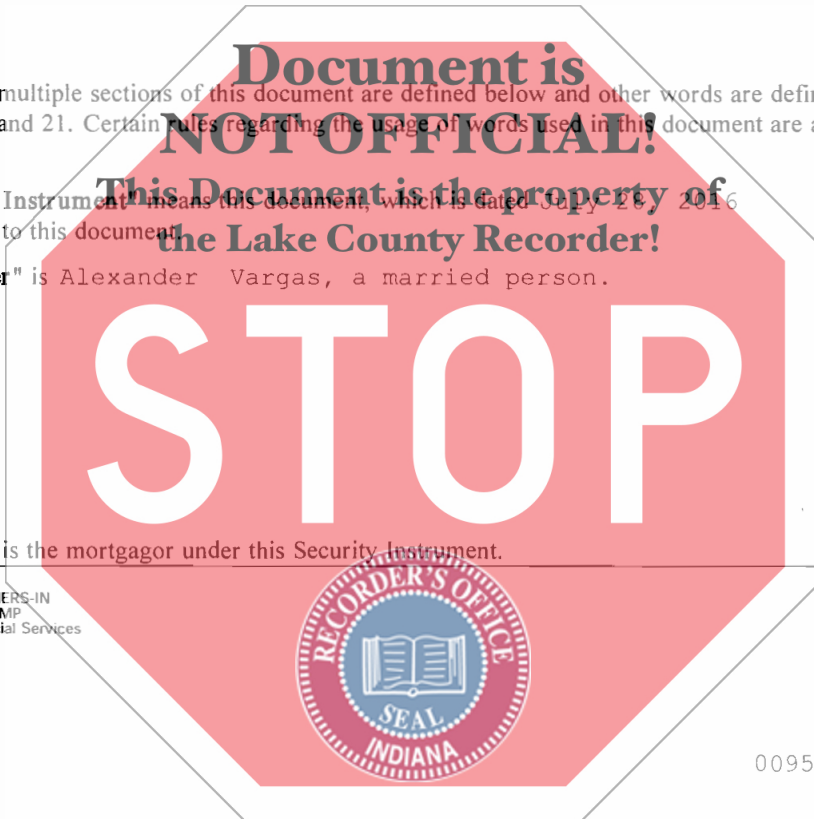 Document is
multiple sections of this document are defined below and other words are defi
NOT OFFICIAL!
and 21. Certain rules regarding the usage of words used in this document are a
This Document is the property of
Instrument" means this document, which is dated July 28, 2016
to this document.
the Lake County Recorder!
r" is Alexander Vargas, a married person.
STOP
is the mortgagor under this Security Instrument.
ERS-IN
MP
ial Services
RECORDER'S OFFICE
SEAL
INDIANA
0095